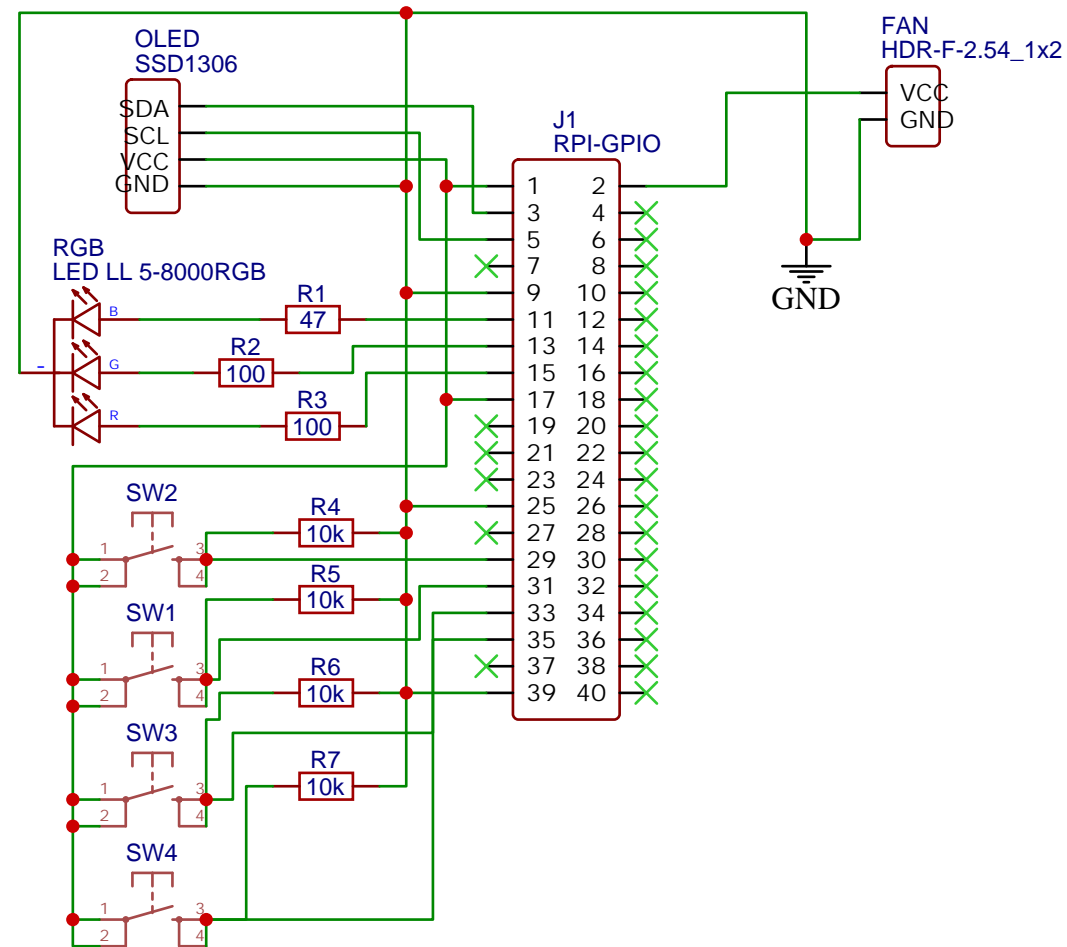 OLED
SSD1306
SDA
SCL
VCC
GND
FAN
HDR-F-2.54_1x2
VCC
GND
GND
J1
RPI-GPIO
1 2
3 4
5 6
7 8
9 10
11 12
13 14
15 16
17 18
19 20
21 22
23 24
25 26
27 28
29 30
31 32
33 34
35 36
37 38
39 40
RGB
LED LL 5-8000RGB
B
G
R
-
R1
47
R2
100
R3
100
SW2
1 3
2 4
R4
10k
R5
10k
SW1
1 3
2 4
R6
10k
SW3
1 3
2 4
R7
10k
SW4
1 3
2 4